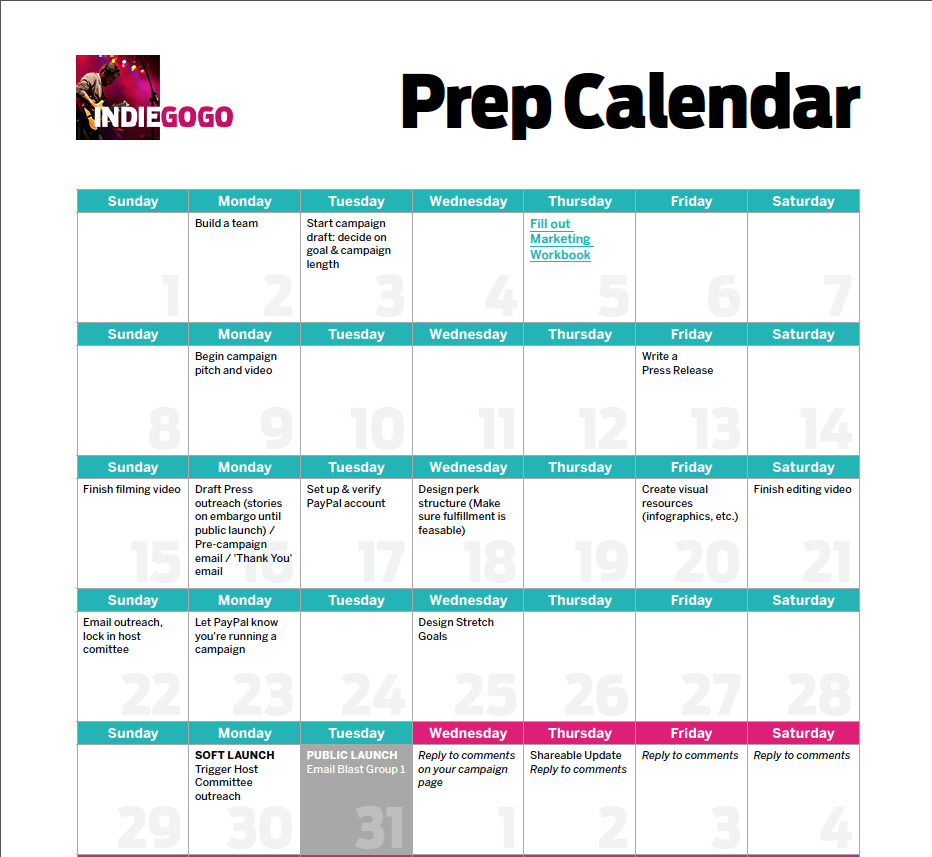 INDIEGOGO
Prep Calendar
Sunday Monday Tuesday Wednesday Thursday Friday Saturday
1
Build a team
2
Start campaign
draft: decide on
goal & campaign
length
3
4
Fill out
Marketing
Workbook
5
6
7
Sunday Monday Tuesday Wednesday Thursday Friday Saturday
8
Begin campaign
pitch and video
9
10
11
12
Write a
Press Release
13
14
Sunday Monday Tuesday Wednesday Thursday Friday Saturday
Finish filming video
15
Draft Press
outreach (stories
on embargo until
public launch) /
Pre-campaign
email / 'Thank You'
email
16
Set up & verify
PayPal account
17
Design perk
structure (Make
sure fulfillment is
feasable)
18
19
Create visual
resources
(infographics, etc.)
20
Finish editing video
21
Sunday Monday Tuesday Wednesday Thursday Friday Saturday
Email outreach,
lock in host
comittee
22
Let PayPal know
you're running a
campaign
23
24
Design Stretch
Goals
25
26
27
28
Sunday Monday Tuesday Wednesday Thursday Friday Saturday
29
SOFT LAUNCH
Trigger Host
Committee
outreach
30
PUBLIC LAUNCH
Email Blast Group 1
31
Reply to comments
on your campaign
page
1
Shareable Update
Reply to comments
2
Reply to comments
3
Reply to comments
4